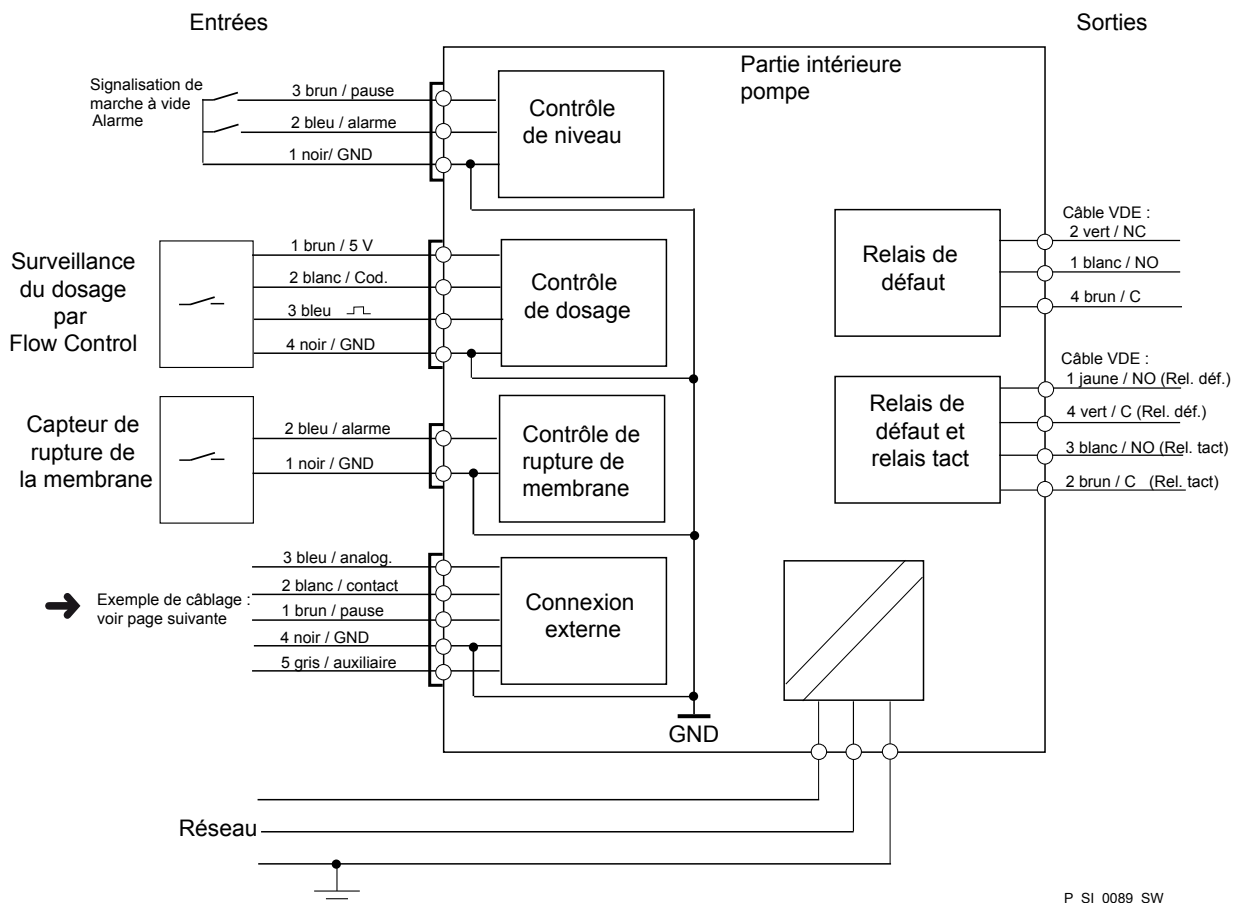 Entrées
Sorties
Partie intérieure
pompe
Signalisation de
marche à vide
Alarme
3 brun / pause
2 bleu / alarme
1 noir/ GND
Contrôle
de niveau
Surveillance
du dosage
par
Flow Control
1 brun / 5 V
2 blanc / Cod.
3 bleu
4 noir / GND
Contrôle
de dosage
Capteur de
rupture de
la membrane
2 bleu / alarme
1 noir / GND
Contrôle de
rupture de
membrane
Exemple de câblage :
voir page suivante
3 bleu / analog.
2 blanc / contact
1 brun / pause
4 noir / GND
5 gris / auxiliaire
Connexion
externe
GND
Relais de
défaut
Câble VDE :
2 vert / NC
1 blanc / NO
4 brun / C
Relais de
défaut et
relais tact
Câble VDE :
1 jaune / NO (Rel. déf.)
4 vert / C (Rel. déf.)
3 blanc / NO (Rel. tact)
2 brun / C (Rel. tact)
Réseau
P_SI_0089_SW